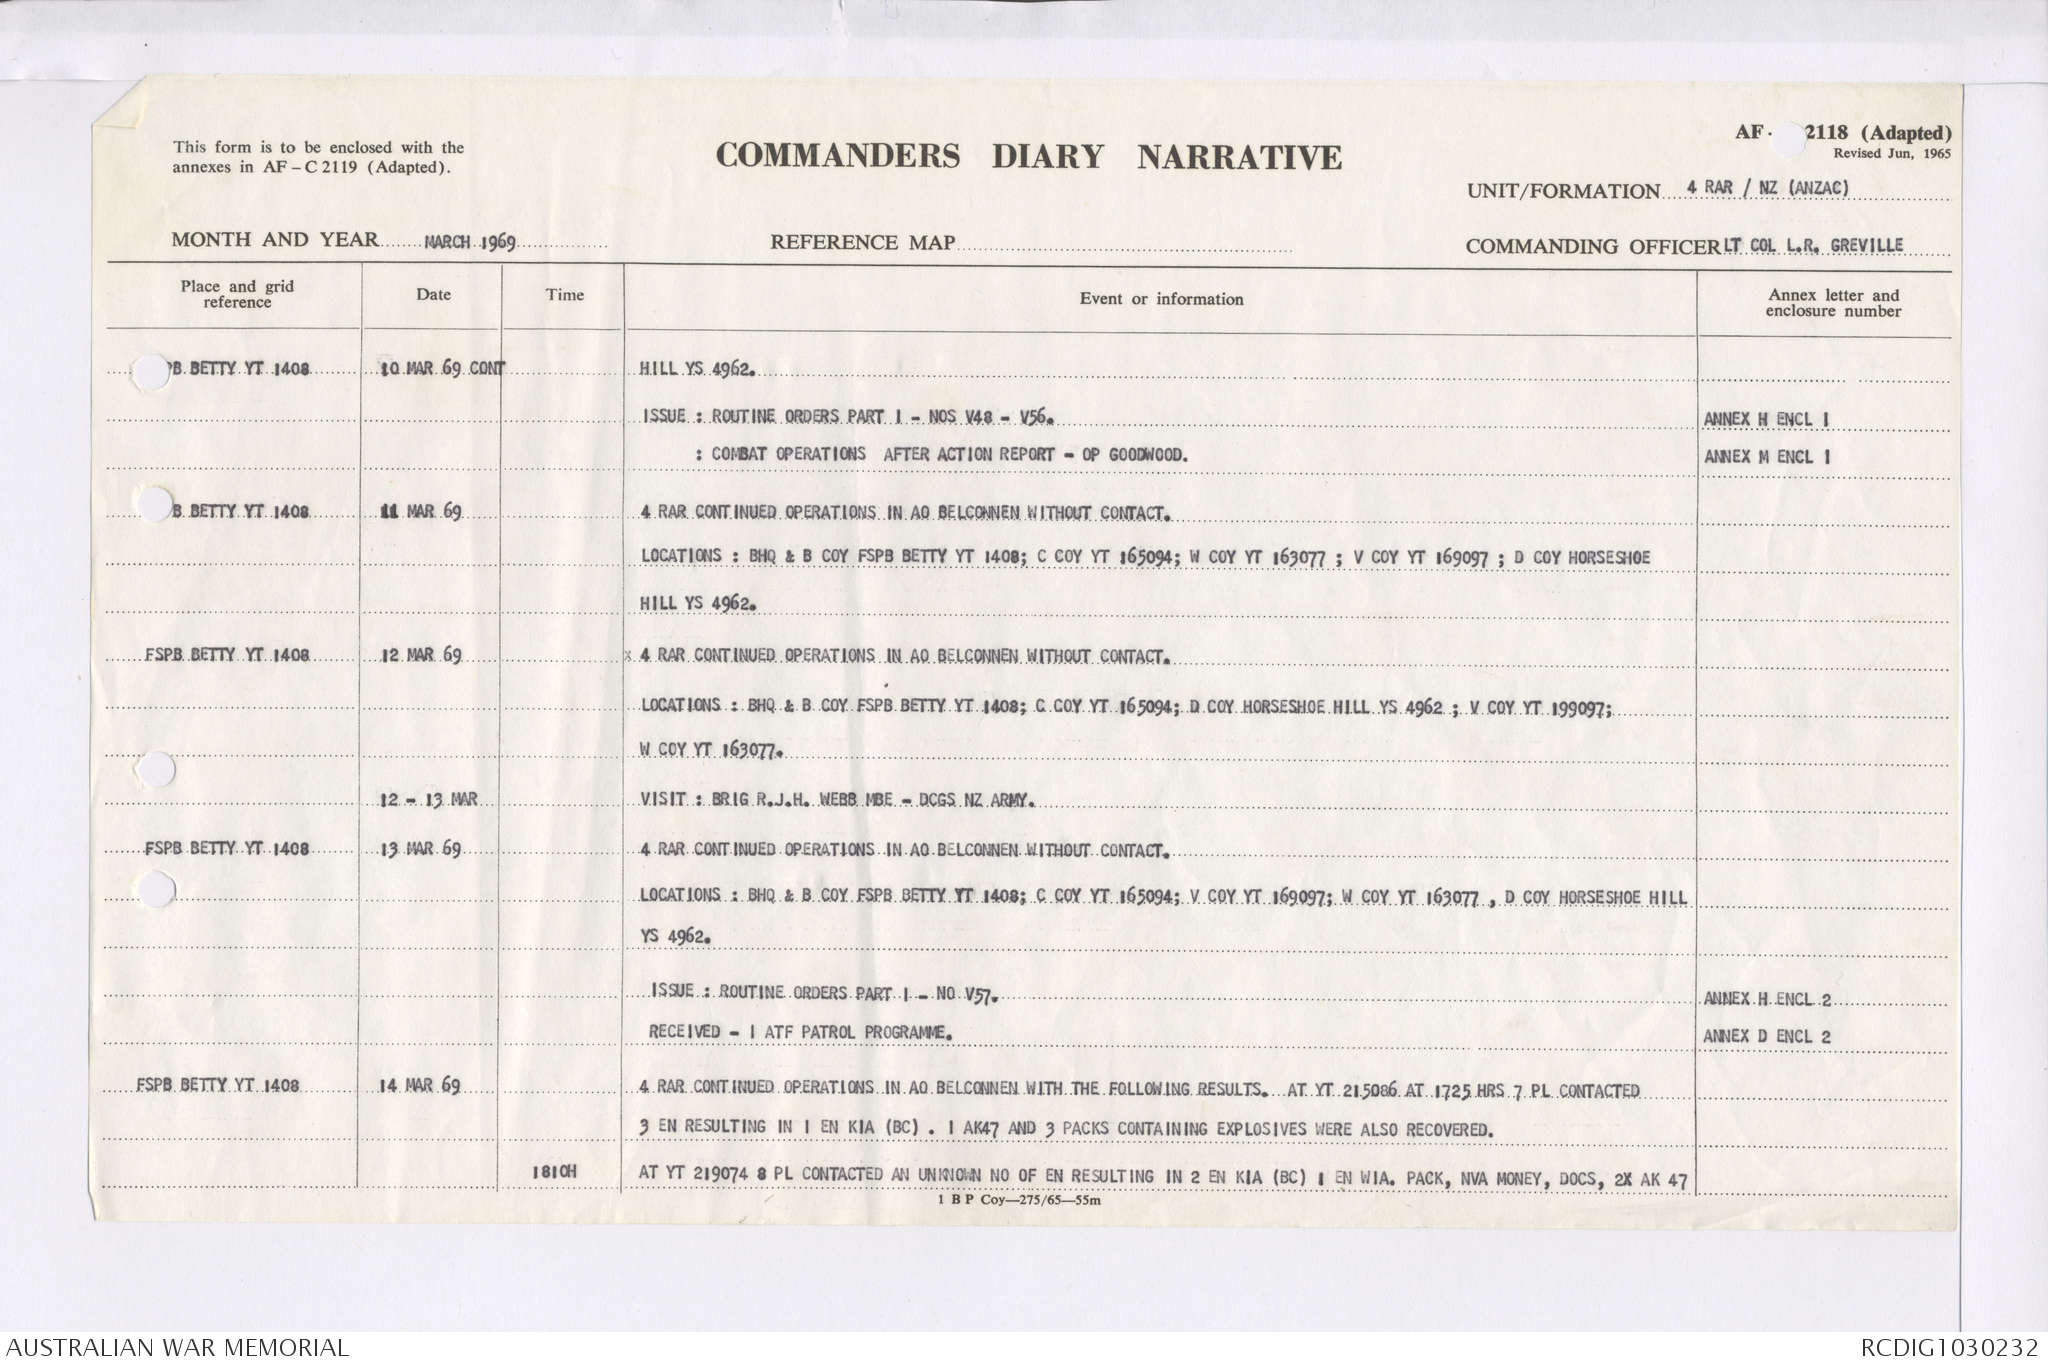 This form is to be enclosed with the
annexes in AF – C 2119 (Adapted).
COMMANDERS DIARY NARRATIVE
AF - 2118 (Adapted)
Revised Jun, 1965
UNIT/FORMATION 4 RAR / NZ (ANZAC)
MONTH AND YEAR MARCH 1969
REFERENCE MAP
COMMANDING OFFICER LT COL L.R. GREVILLE
Place and grid reference Date Time Event or information Annex letter and enclosure number
PB BETTY YT 1408 10 MAR 69 CONT HILL YS 4962.
ISSUE : ROUTINE ORDERS PART 1 - NOS V48 - V56. ANNEX H ENCL 1
: COMBAT OPERATIONS AFTER ACTION REPORT - OP GOODWOOD. ANNEX M ENCL 1
B BETTY YT 1408 11 MAR 69 4 RAR CONTINUED OPERATIONS IN AO BELCONNEN WITHOUT CONTACT.
LOCATIONS : BHQ & B COY FSPB BETTY YT 1408; C COY YT 165094; W COY YT 163077 ; V COY YT 169097 ; D COY HORSESHOE
HILL YS 4962.
FSPB BETTY YT 1408 12 MAR 69 x 4 RAR CONTINUED OPERATIONS IN AO BELCONNEN WITHOUT CONTACT.
LOCATIONS : BHQ & B COY FSPB BETTY YT 1408; C COY YT 165094; D COY HORSESHOE HILL YS 4962 ; V COY YT 199097;
W COY YT 163077.
12 - 13 MAR VISIT : BRIG R.J.H. WEBB MBE - DCGS NZ ARMY.
FSPB BETTY YT 1408 13 MAR 69 4 RAR CONTINUED OPERATIONS IN AO BELCONNEN WITHOUT CONTACT.
LOCATIONS : BHQ & B COY FSPB BETTY YT 1408; C COY YT 165094; V COY YT 169097; W COY YT 163077 , D COY HORSESHOE HILL
YS 4962.
ISSUE : ROUTINE ORDERS PART 1 - NO V57. ANNEX H ENCL 2
RECEIVED - 1 ATF PATROL PROGRAMME. ANNEX D ENCL 2
FSPB BETTY YT 1408 14 MAR 69 4 RAR CONTINUED OPERATIONS IN AO BELCONNEN WITH THE FOLLOWING RESULTS. AT YT 215086 AT 1725 HRS 7 PL CONTACTED
3 EN RESULTING IN 1 EN KIA (BC) . 1 AK47 AND 3 PACKS CONTAINING EXPLOSIVES WERE ALSO RECOVERED.
1810H AT YT 219074 8 PL CONTACTED AN UNKNOWN NO OF EN RESULTING IN 2 EN KIA (BC) 1 EN WIA. PACK, NVA MONEY, DOCS, 2X AK 47
1 B P Coy—275/65—55m
AUSTRALIAN WAR MEMORIAL
RCDIG1030232